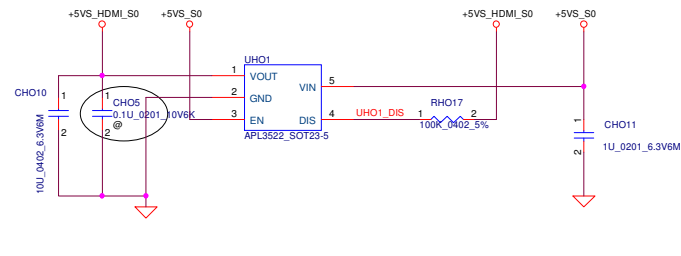 +5VS_HDMI_S0
+5VS_S0
+5VS_HDMI_S0
+5VS_S0
UHO1
1
VOUT
VIN
5
2
GND
3
EN
DIS
4
APL3522_SOT23-5
UHO1_DIS
RHO17
1
2
100K_0402_5%
CHO10
1
2
10U_0402_6.3V6M
1
CHO5
0.1U_0201_10V6K
@
2
1
CHO11
1U_0201_6.3V6M
2